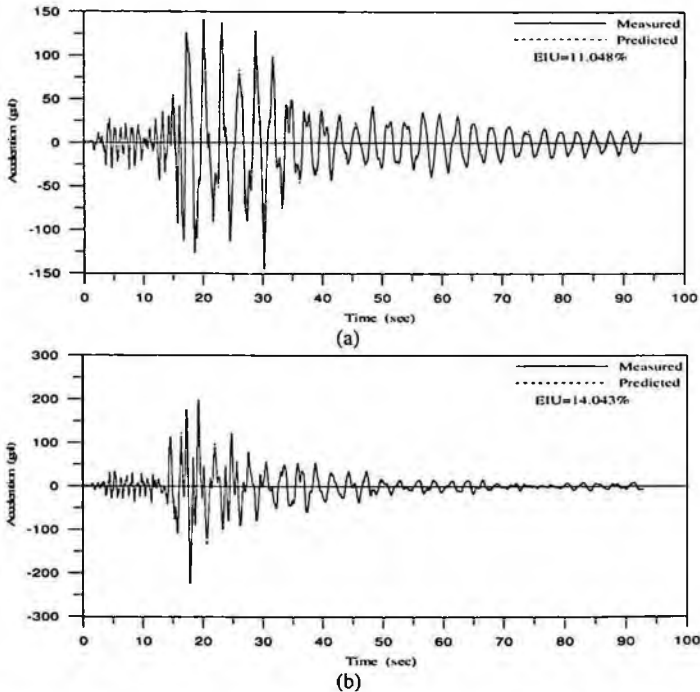 150
100
50
0
-50
-100
-150
Acceleration (gal)
Measured
Predicted
EIU=11.048%
0 10 20 30 40 50 60 70 80 90 100
Time (sec)
(a)
300
200
100
0
-100
-200
-300
Acceleration (gal)
Measured
Predicted
EIU=14.043%
0 10 20 30 40 50 60 70 80 90 100
Time (sec)
(b)